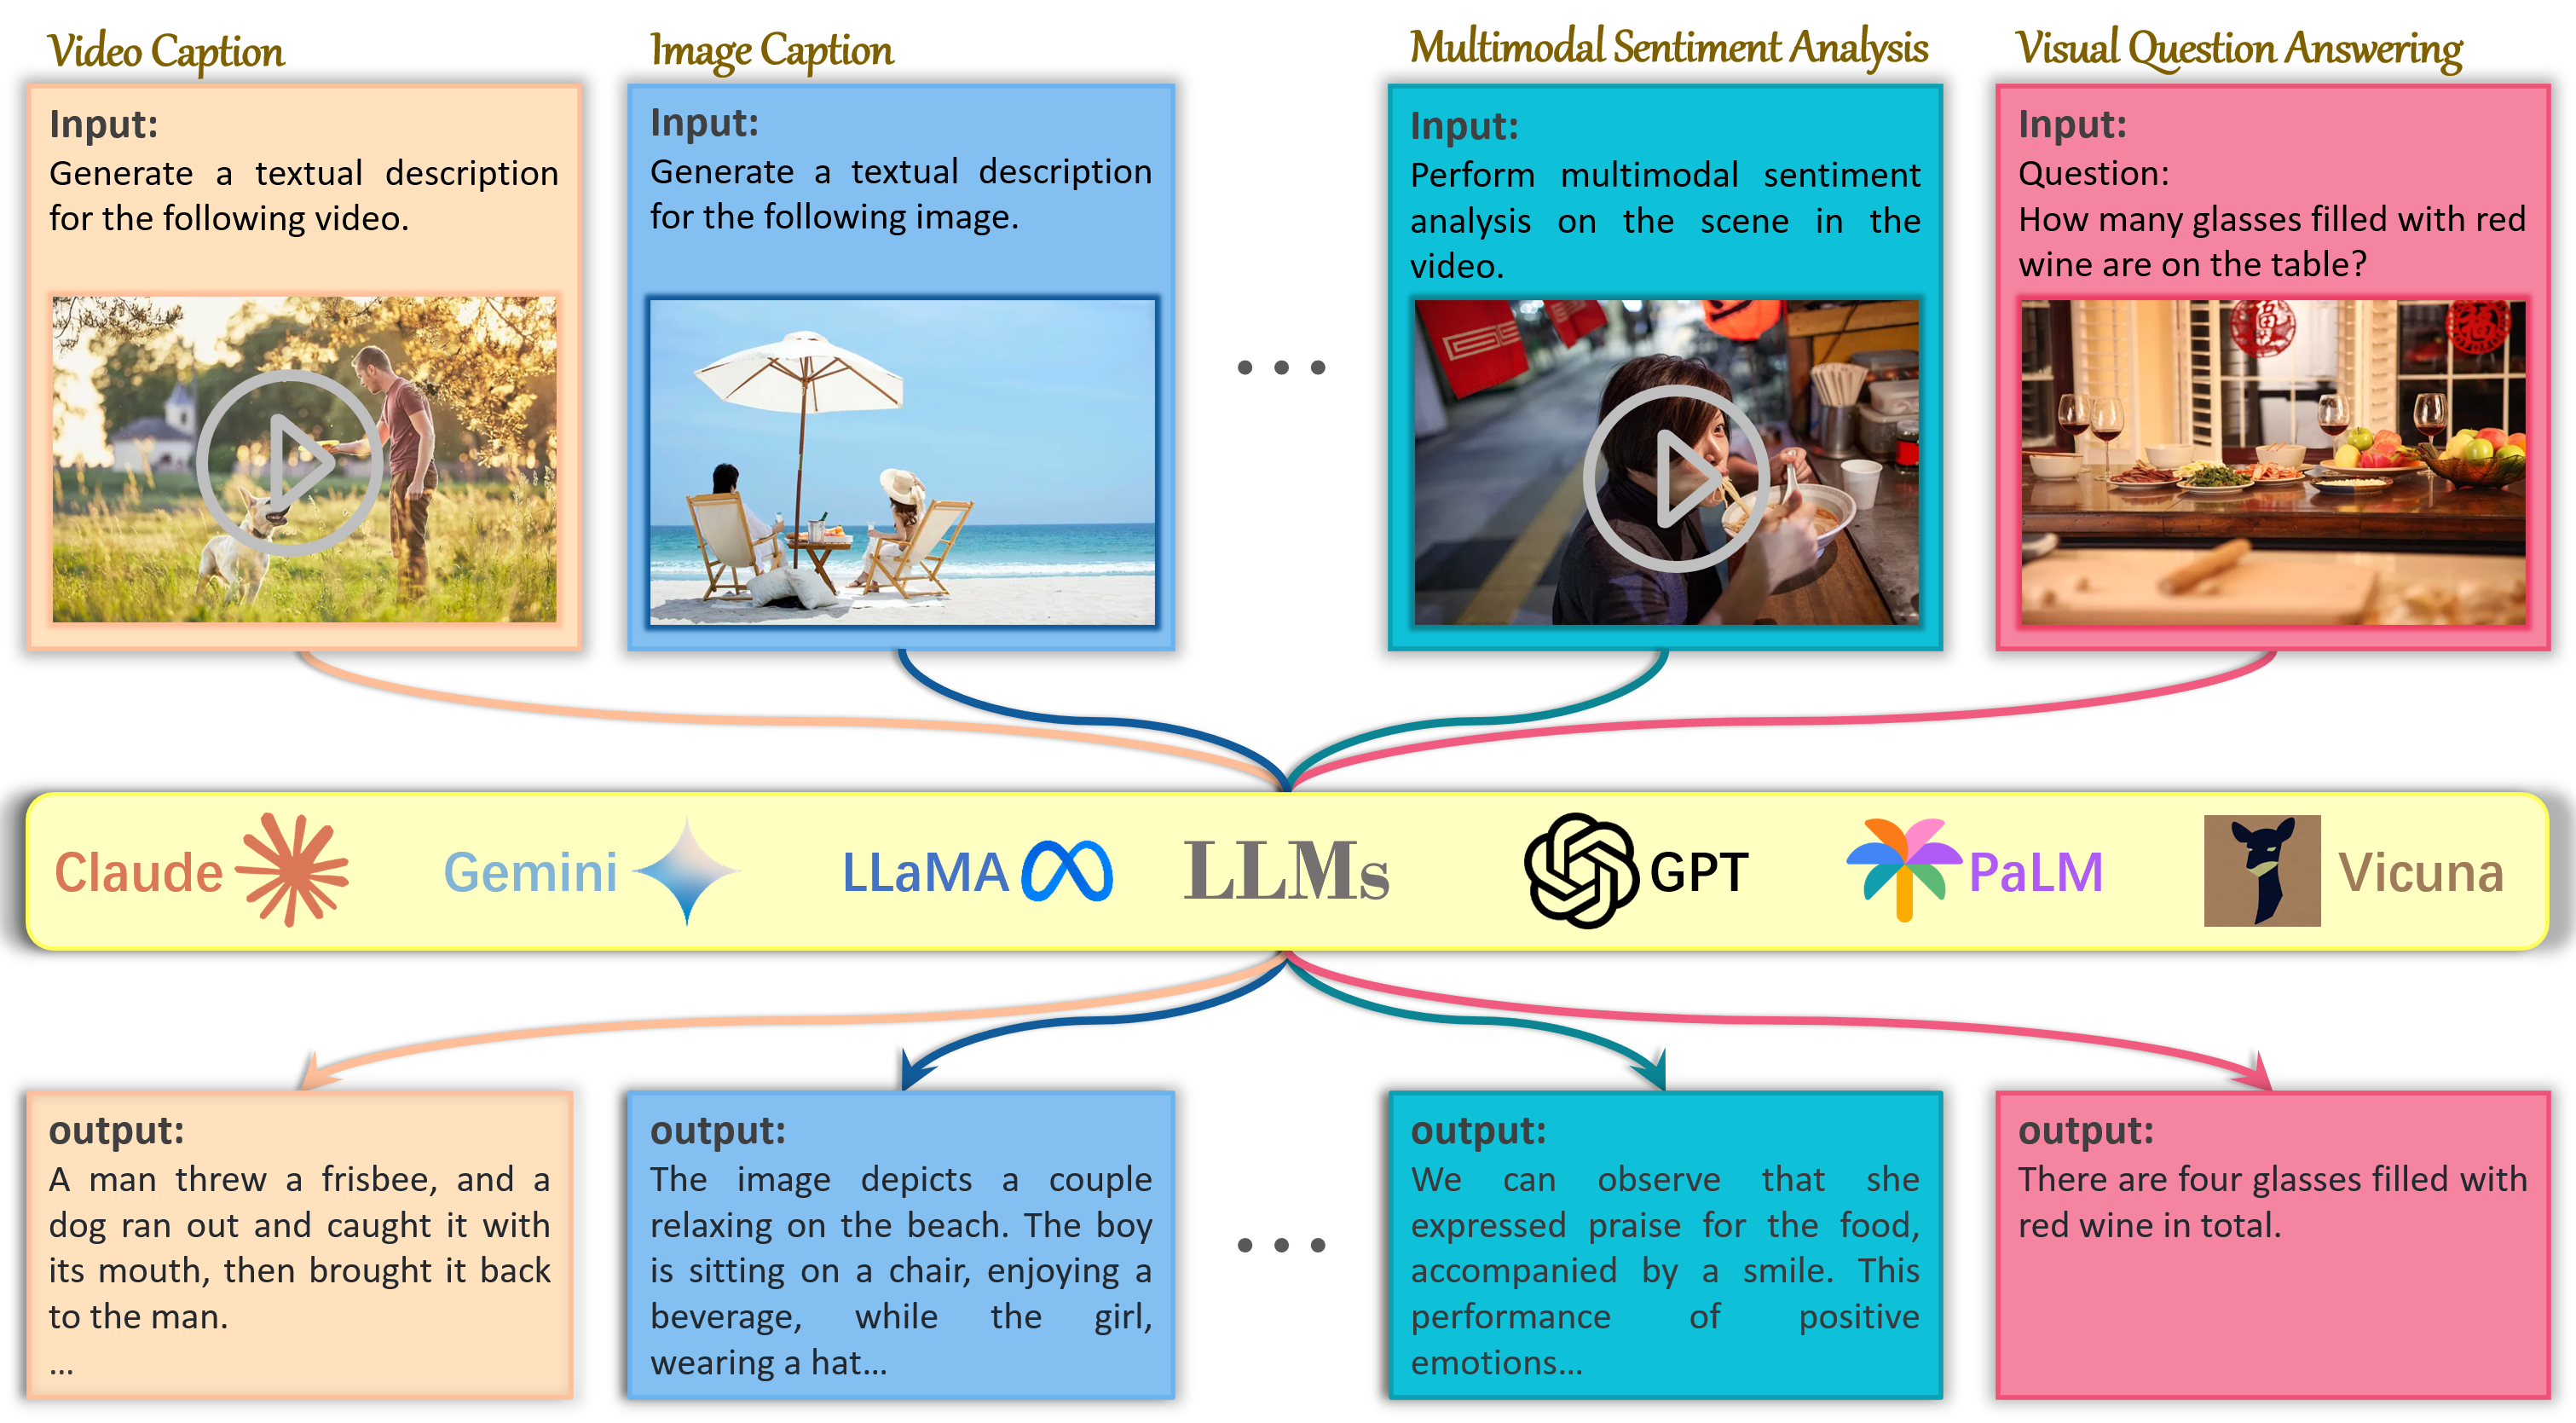 Video Caption
Input:
Generate a textual description
for the following video.
Image Caption
Input:
Generate a textual description
for the following image.
...
Multimodal Sentiment Analysis
Input:
Perform multimodal sentiment
analysis on the scene in the
video.
Visual Question Answering
Input:
Question:
How many glasses filled with red
wine are on the table?
福
福
Claude
Gemini
LLaMA
LLMs
GPT
PaLM
Vicuna
output:
A man threw a frisbee, and a
dog ran out and caught it with
its mouth, then brought it back
to the man.
...
output:
The image depicts a couple
relaxing on the beach. The boy
is sitting on a chair, enjoying a
beverage, while the girl,
wearing a hat...
...
output:
We can observe that she
expressed praise for the food,
accompanied by a smile. This
performance of positive
emotions...
output:
There are four glasses filled with
red wine in total.